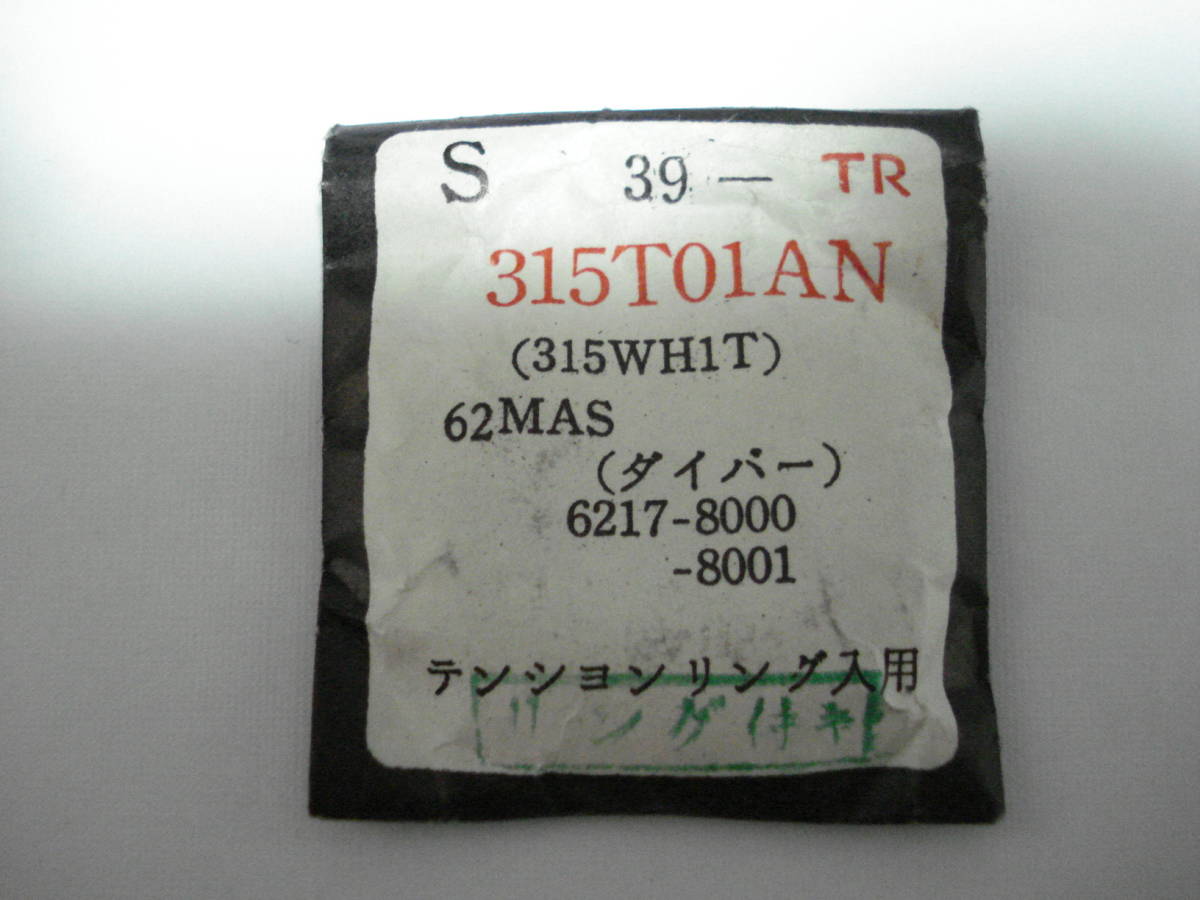 S 39 — TR
315T01AN
(315WH1T)
62MAS
(ダイバー)
6217-8000
-8001
テンションリング入用
リング付キ